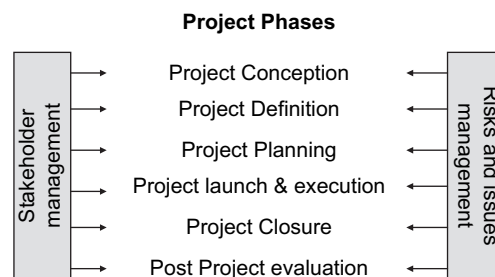 Project Phases
Stakeholder
management
Project Conception
Project Definition
Project Planning
Project launch & execution
Project Closure
Post Project evaluation
Risks and Issues
management